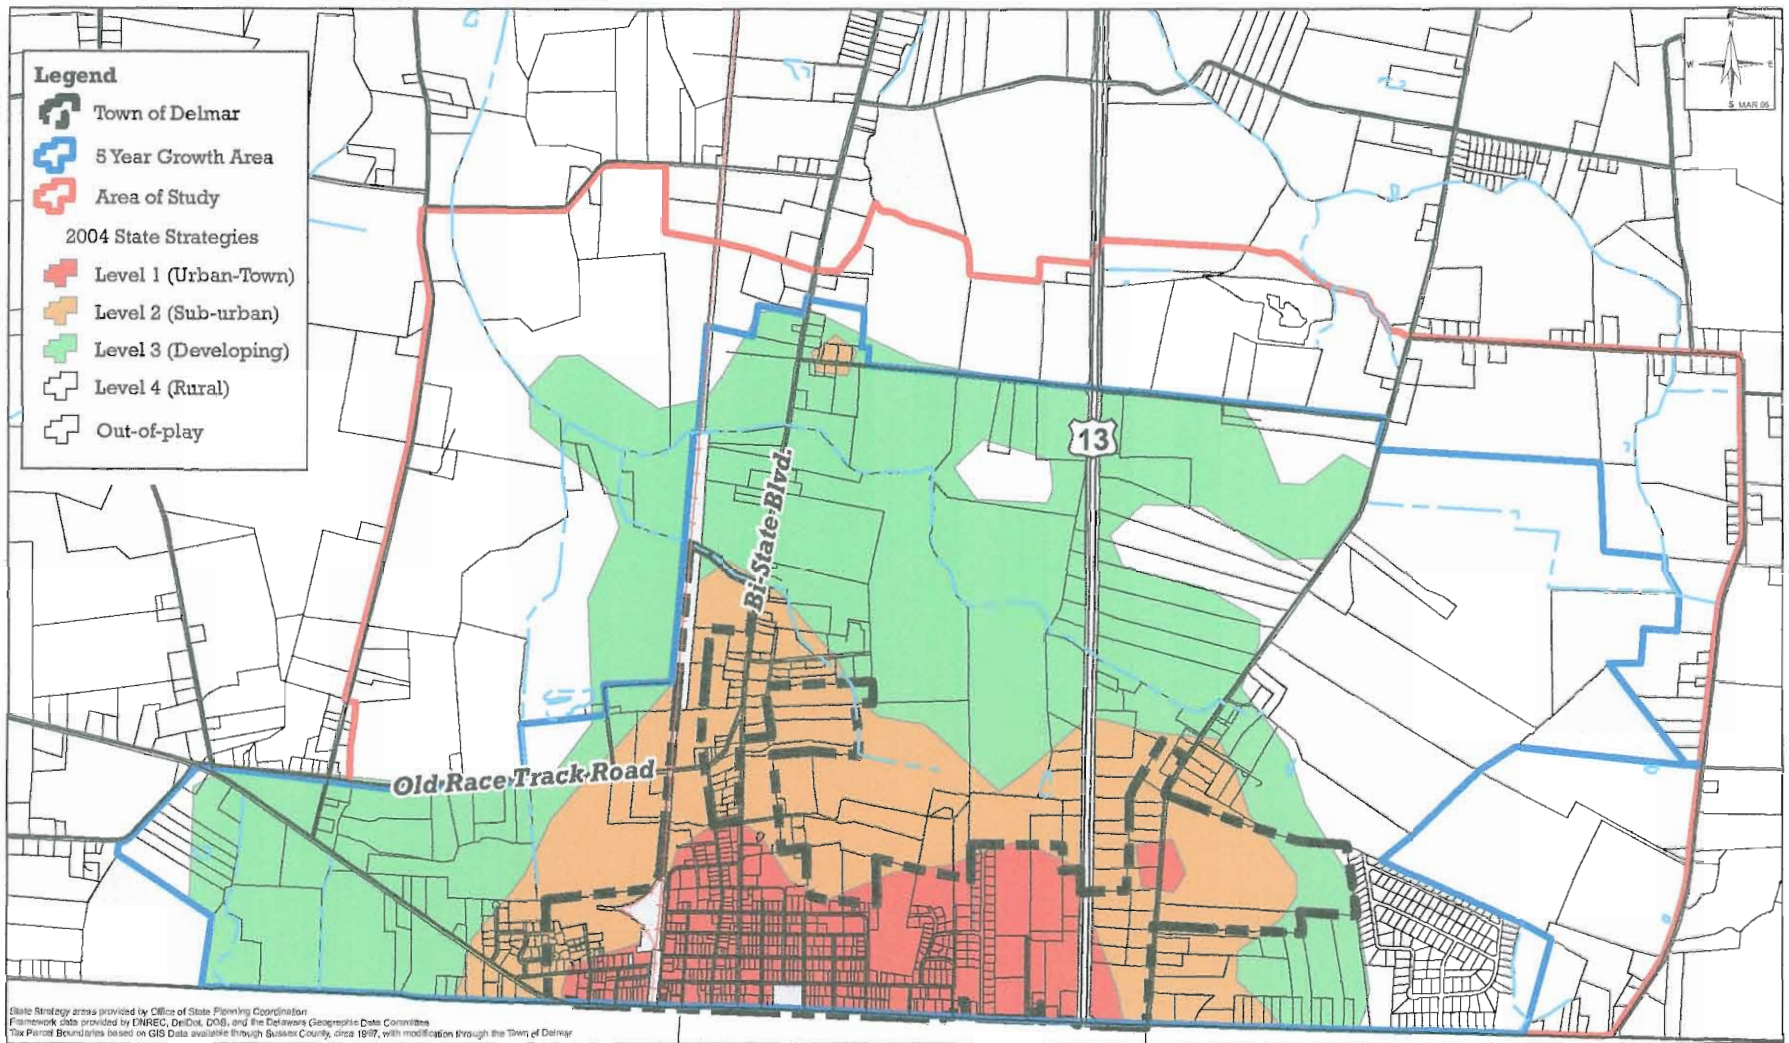 Legend
Town of Delmar
5 Year Growth Area
Area of Study
2004 State Strategies
Level 1 (Urban-Town)
Level 2 (Sub-urban)
Level 3 (Developing)
Level 4 (Rural)
Out-of-play
N
W
E
S MAR 05
13
Bi-State Blvd.
Old Race Track Road
State Strategy areas provided by Office of State Planning Coordination
Framework data provided by DNREC, DelDot, DGS, and the Delaware Geographic Data Committee
Tax Parcel Boundaries based on GIS Data available through Sussex County, circa 1997, with modification through the Town of Delmar